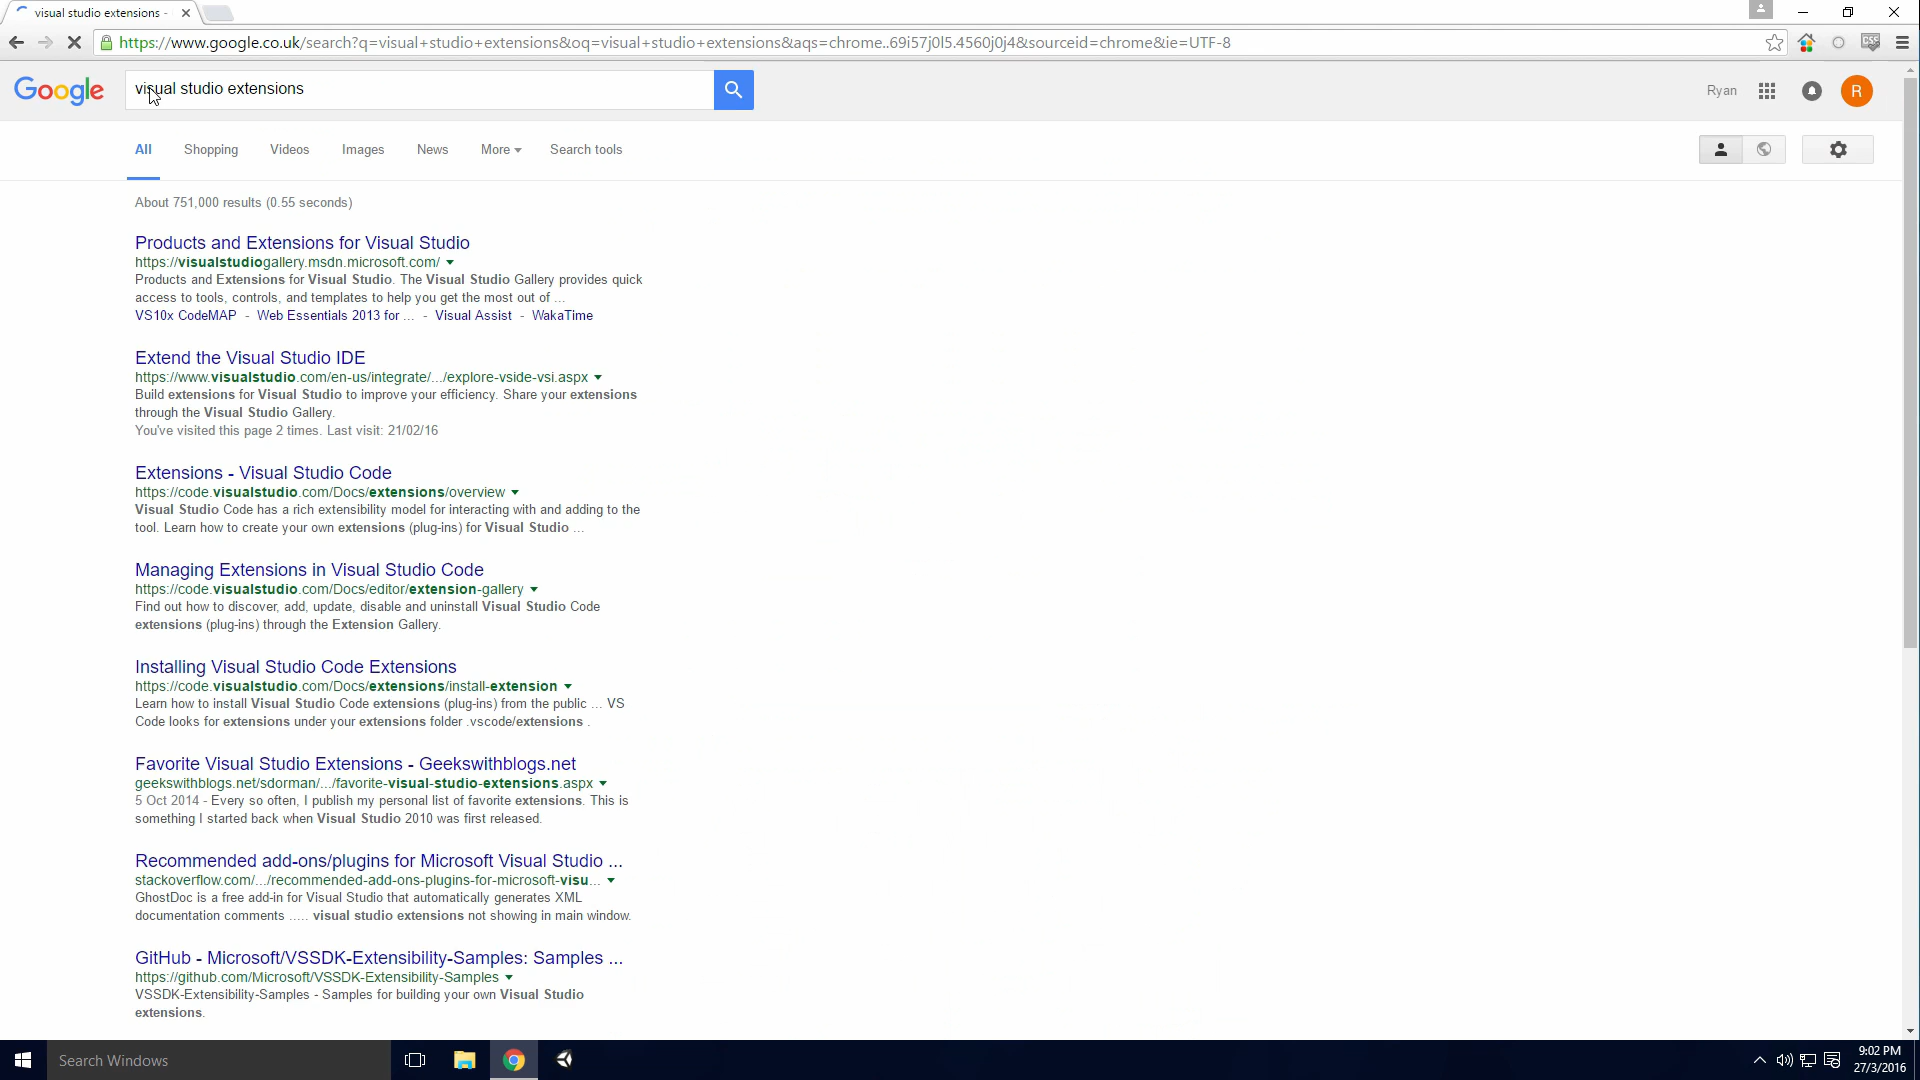 visual studio extensions -
https://www.google.co.uk/search?q=visual+studio+extensions&oq=visual+studio+extensions&aqs=chrome..69i57j0l5.4560j0j4&sourceid=chrome&ie=UTF-8
CSS
Google
visual studio extensions
Ryan
R
All Shopping Videos Images News More Search tools
About 751,000 results (0.55 seconds)
Products and Extensions for Visual Studio
https://visualstudiogallery.msdn.microsoft.com/
Products and Extensions for Visual Studio. The Visual Studio Gallery provides quick
access to tools, controls, and templates to help you get the most out of ...
VS10x CodeMAP - Web Essentials 2013 for ... - Visual Assist - WakaTime
Extend the Visual Studio IDE
https://www.visualstudio.com/en-us/integrate/.../explore-vside-vsi.aspx
Build extensions for Visual Studio to improve your efficiency. Share your extensions
through the Visual Studio Gallery.
You've visited this page 2 times. Last visit: 21/02/16
Extensions - Visual Studio Code
https://code.visualstudio.com/Docs/extensions/overview
Visual Studio Code has a rich extensibility model for interacting with and adding to the
tool. Learn how to create your own extensions (plug-ins) for Visual Studio ...
Managing Extensions in Visual Studio Code
https://code.visualstudio.com/Docs/editor/extension-gallery
Find out how to discover, add, update, disable and uninstall Visual Studio Code
extensions (plug-ins) through the Extension Gallery.
Installing Visual Studio Code Extensions
https://code.visualstudio.com/Docs/extensions/install-extension
Learn how to install Visual Studio Code extensions (plug-ins) from the public ... VS
Code looks for extensions under your extensions folder .vscode/extensions .
Favorite Visual Studio Extensions - Geekswithblogs.net
geekswithblogs.net/sdorman/.../favorite-visual-studio-extensions.aspx
5 Oct 2014 - Every so often, I publish my personal list of favorite extensions. This is
something I started back when Visual Studio 2010 was first released.
Recommended add-ons/plugins for Microsoft Visual Studio ...
stackoverflow.com/.../recommended-add-ons-plugins-for-microsoft-visu...
GhostDoc is a free add-in for Visual Studio that automatically generates XML
documentation comments ..... visual studio extensions not showing in main window.
GitHub - Microsoft/VSSDK-Extensibility-Samples: Samples ...
https://github.com/Microsoft/VSSDK-Extensibility-Samples
VSSDK-Extensibility-Samples - Samples for building your own Visual Studio
extensions.
Search Windows
9:02 PM
27/3/2016